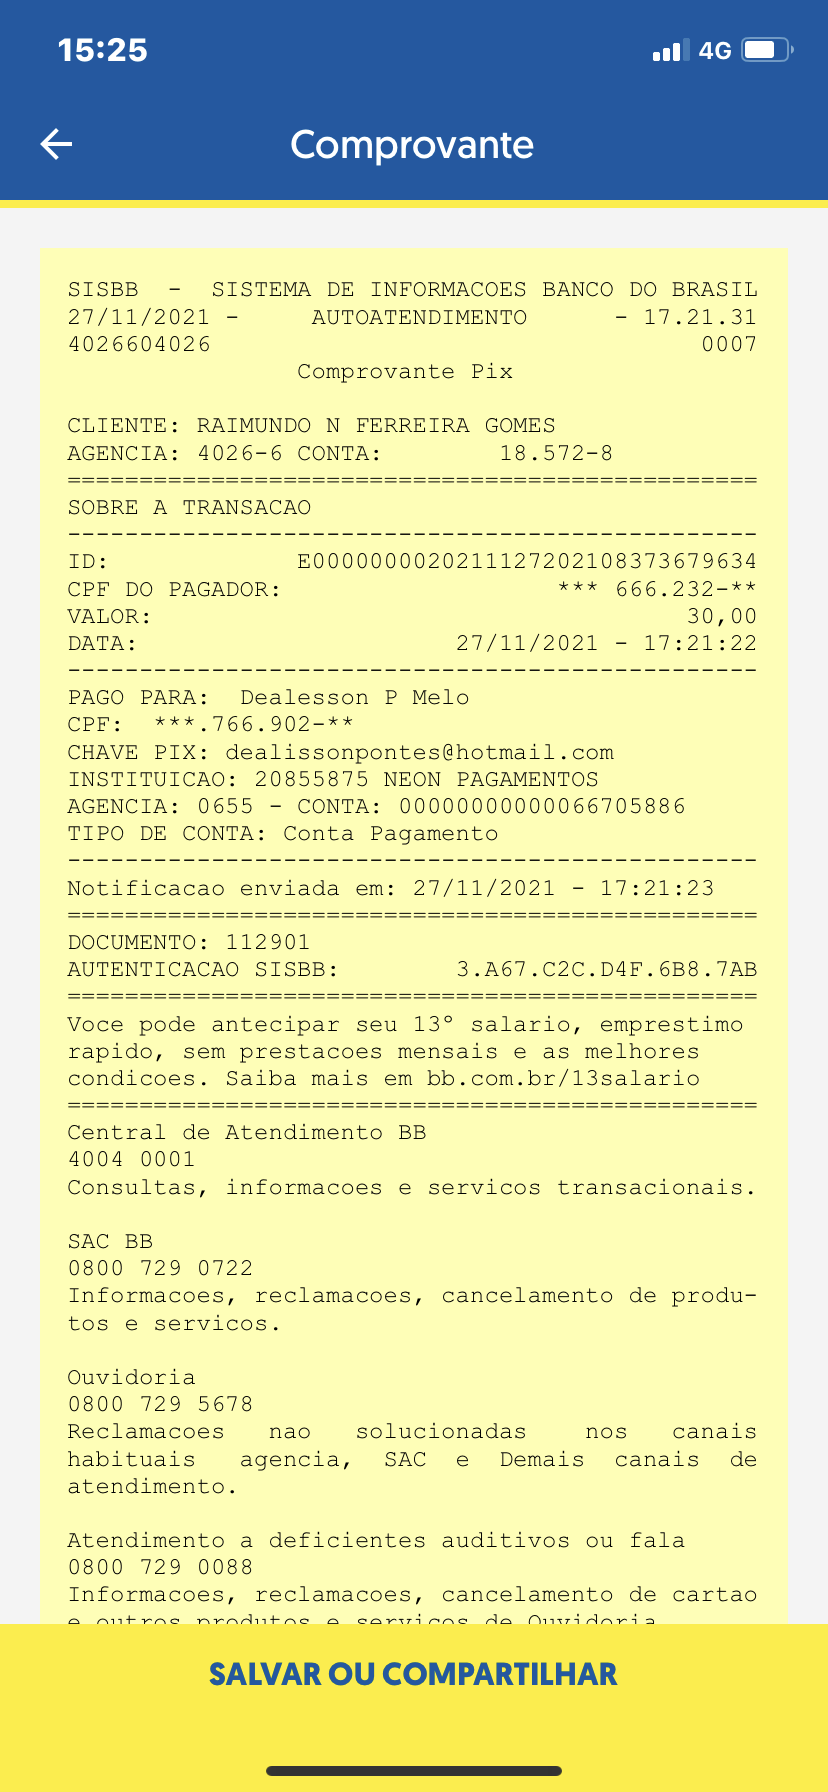 15:25
4G
Comprovante
SISBB - SISTEMA DE INFORMACOES BANCO DO BRASIL
27/11/2021 - AUTOATENDIMENTO - 17.21.31
4026604026 0007
Comprovante Pix
CLIENTE: RAIMUNDO N FERREIRA GOMES
AGENCIA: 4026-6 CONTA: 18.572-8
================================================
SOBRE A TRANSACAO
------------------------------------------------
ID: E0000000020211127202108373679634
CPF DO PAGADOR: *** 666.232-**
VALOR: 30,00
DATA: 27/11/2021 - 17:21:22
------------------------------------------------
PAGO PARA: Dealesson P Melo
CPF: ***.766.902-**
CHAVE PIX: dealissonpontes@hotmail.com
INSTITUICAO: 20855875 NEON PAGAMENTOS
AGENCIA: 0655 - CONTA: 00000000000066705886
TIPO DE CONTA: Conta Pagamento
------------------------------------------------
Notificacao enviada em: 27/11/2021 - 17:21:23
================================================
DOCUMENTO: 112901
AUTENTICACAO SISBB: 3.A67.C2C.D4F.6B8.7AB
================================================
Voce pode antecipar seu 13º salario, emprestimo
rapido, sem prestacoes mensais e as melhores
condicoes. Saiba mais em bb.com.br/13salario
================================================
Central de Atendimento BB
4004 0001
Consultas, informacoes e servicos transacionais.
SAC BB
0800 729 0722
Informacoes, reclamacoes, cancelamento de produ-
tos e servicos.
Ouvidoria
0800 729 5678
Reclamacoes nao solucionadas nos canais
habituais agencia, SAC e Demais canais de
atendimento.
Atendimento a deficientes auditivos ou fala
0800 729 0088
Informacoes, reclamacoes, cancelamento de cartao
e outros produtos e servicos de Ouvidoria
SALVAR OU COMPARTILHAR